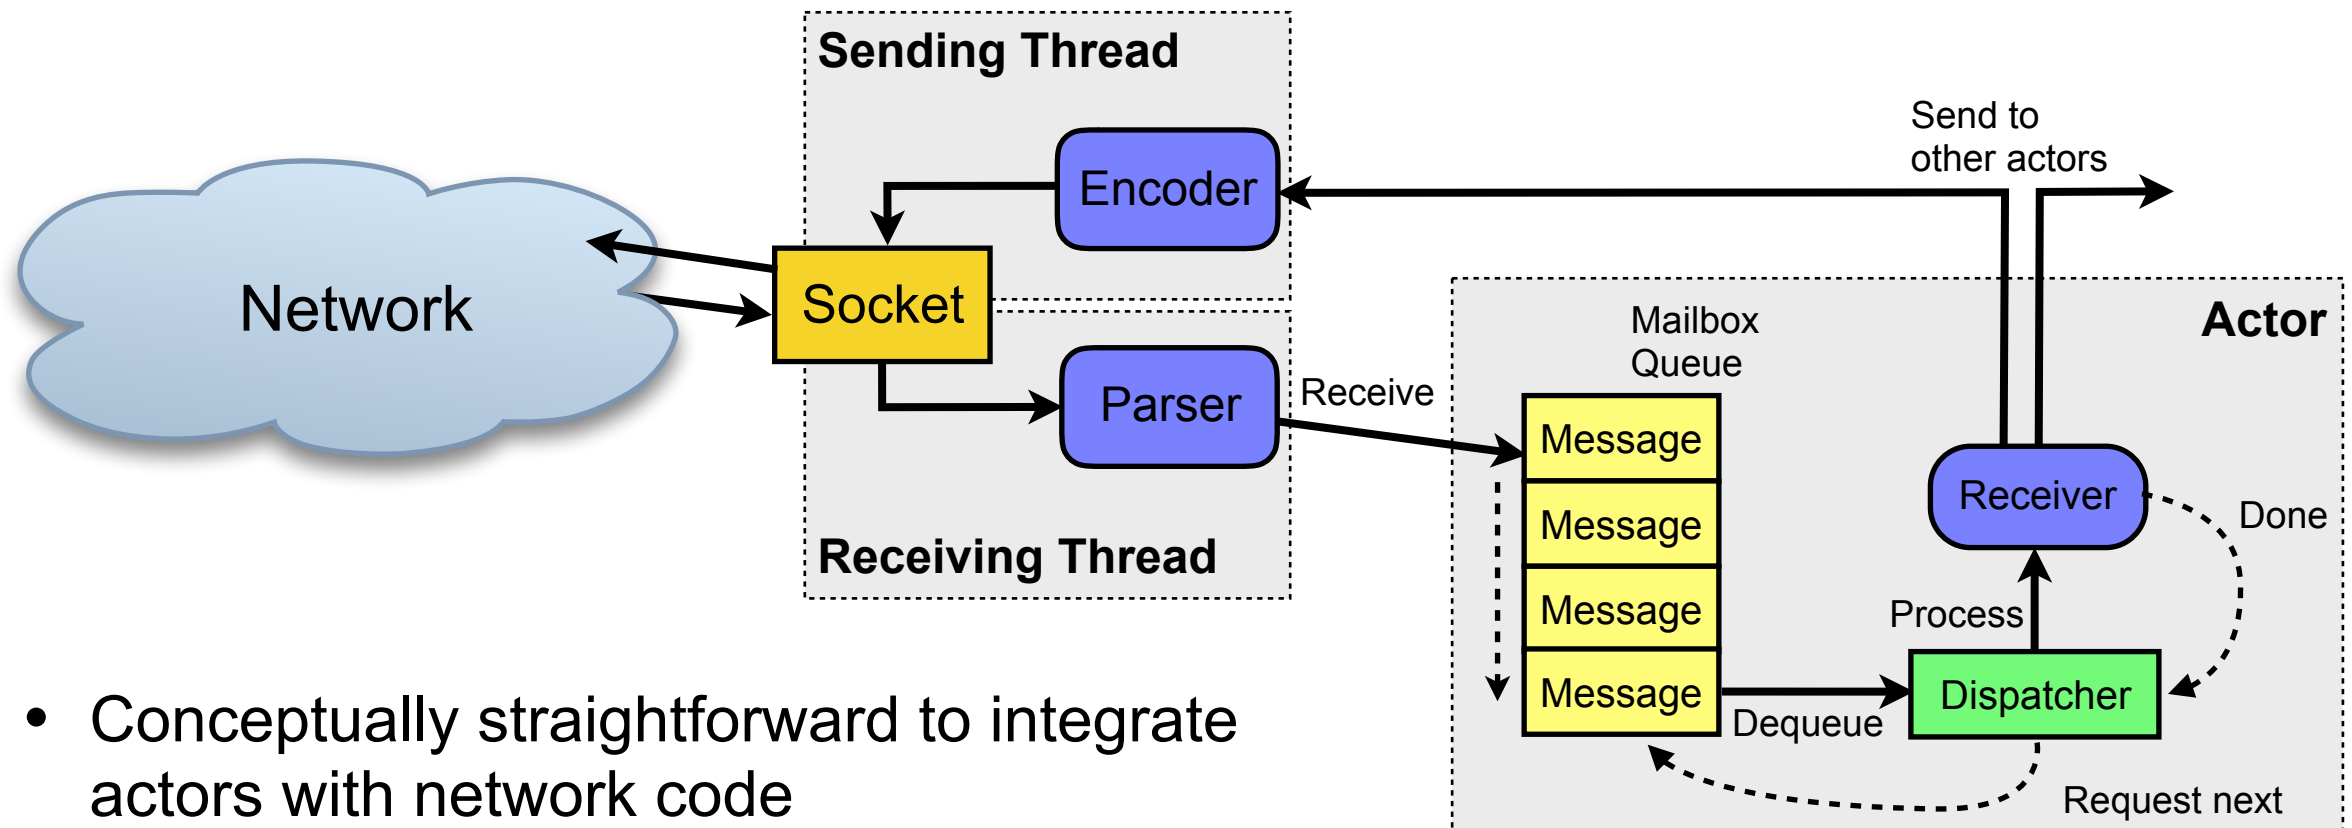 Sending Thread
Send to
other actors
Encoder
Network
Socket
Mailbox
Queue
Actor
Parser
Receive
Message
Message
Message
Message
Receiver
Done
Receiving Thread
Process
Dispatcher
Dequeue
Request next
• Conceptually straightforward to integrate
actors with network code